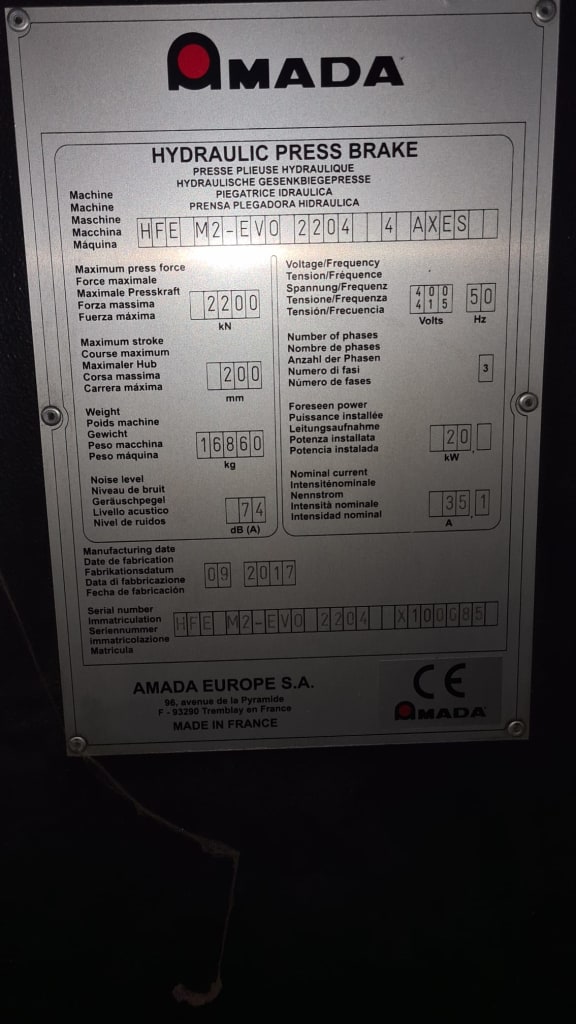 AMADA
HYDRAULIC PRESS BRAKE
PRESSE PLIEUSE HYDRAULIQUE
HYDRAULISCHE GESENKBIEGEPRESSE
PIEGATRICE IDRAULICA
PRENSA PLEGADORA HIDRAULICA
Machine
Machine
Maschine
Macchina
Máquina
HFE M2-EVO 2204 4 AXES
Maximum press force
Force maximale
Maximale Presskraft
Forza massima
Fuerza máxima
2200
kN
Maximum stroke
Course maximum
Maximaler Hub
Corsa massima
Carrera máxima
200
mm
Weight
Poids machine
Gewicht
Peso macchina
Peso máquina
16860
kg
Noise level
Niveau de bruit
Geräuschpegel
Livello acustico
Nivel de ruidos
74
dB (A)
Voltage/Frequency
Tension/Fréquence
Spannung/Frequenz
Tensione/Frequenza
Tensión/Frecuencia
400
415
Volts
50
Hz
Number of phases
Nombre de phases
Anzahl der Phasen
Numero di fasi
Número de fases
3
Foreseen power
Puissance installée
Leitungsaufnahme
Potenza installata
Potencia instalada
20,
kW
Nominal current
Intensiténominale
Nennstrom
Intensità nominale
Intensidad nominal
35,1
A
Manufacturing date
Date de fabrication
Fabrikationsdatum
Data di fabbricazione
Fecha de fabricación
09 2017
Serial number
Immatriculation
Seriennummer
immatricolazione
Matricula
HFE M2-EVO 2204
AMADA EUROPE S.A.
96, avenue de la Pyramide
F - 93290 Tremblay en France
MADE IN FRANCE
CE
AMADA